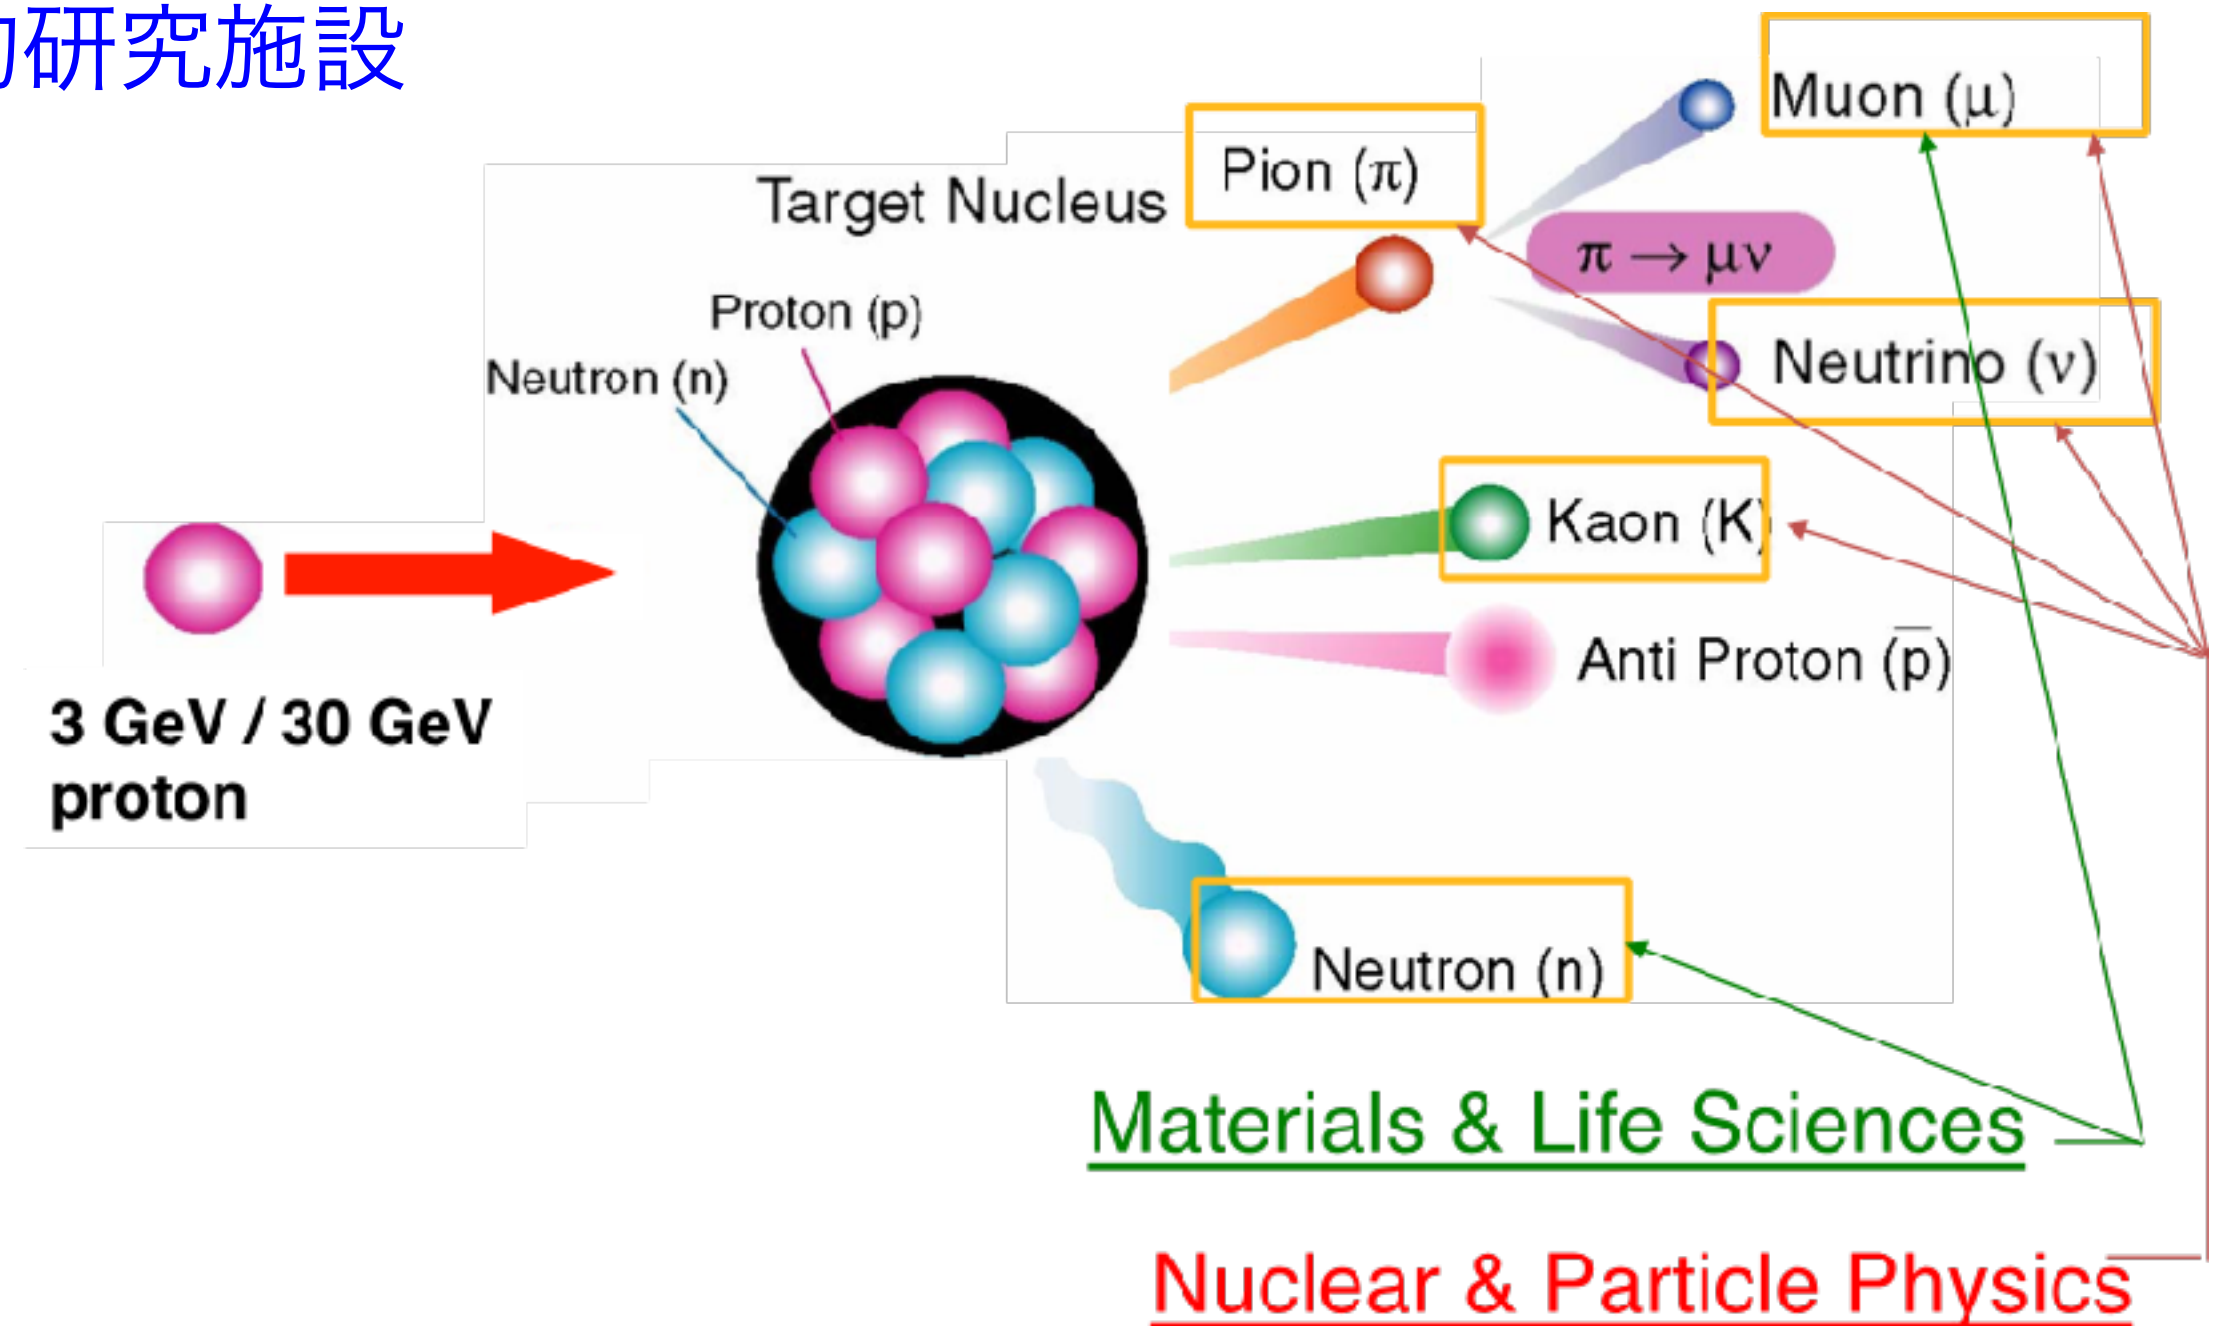 研究施設
Muon (μ)
Pion (π)
Target Nucleus
π → μν
Proton (p)
Neutron (n)
Neutrino (ν)
Kaon (K)
Anti Proton (p̅)
3 GeV / 30 GeV
proton
Neutron (n)
Materials & Life Sciences
Nuclear & Particle Physics